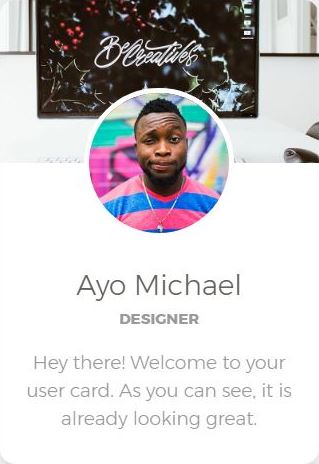 Be Creatives
Ayo Michael
DESIGNER
Hey there! Welcome to your
user card. As you can see, it is
already looking great.